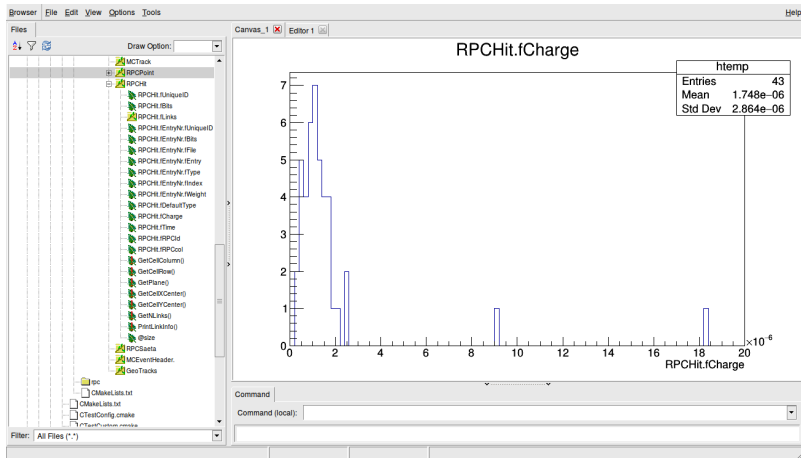 Browser File Edit View Options Tools Help
Files
Draw Option:
MCTrack
RPCPoint
RPCHit
RPCHit.fUniqueID
RPCHit.fBits
RPCHit.fLinks
RPCHit.fEntryNr.fUniqueID
RPCHit.fEntryNr.fBits
RPCHit.fEntryNr.fFile
RPCHit.fEntryNr.fEntry
RPCHit.fEntryNr.fType
RPCHit.fEntryNr.fIndex
RPCHit.fEntryNr.fWeight
RPCHit.fDefaultType
RPCHit.fCharge
RPCHit.fTime
RPCHit.fRPCId
RPCHit.fRPCcol
GetCellColumn()
GetCellRow()
GetPlane()
GetCellXCenter()
GetCellYCenter()
GetNLinks()
PrintLinkInfo()
@size
RPCSaeta
MCEventHeader.
GeoTracks
rpc
CMakeLists.txt
CMakeLists.txt
CTestConfig.cmake
CTestCustom.cmake
Filter: All Files (*.*)
Canvas_1 Editor 1
RPCHit.fCharge
htemp
Entries 43
Mean 1.748e−06
Std Dev 2.864e−06
7
6
5
4
3
2
1
0
0 2 4 6 8 10 12 14 16 18 20
×10⁻⁶
RPCHit.fCharge
Command
Command (local):